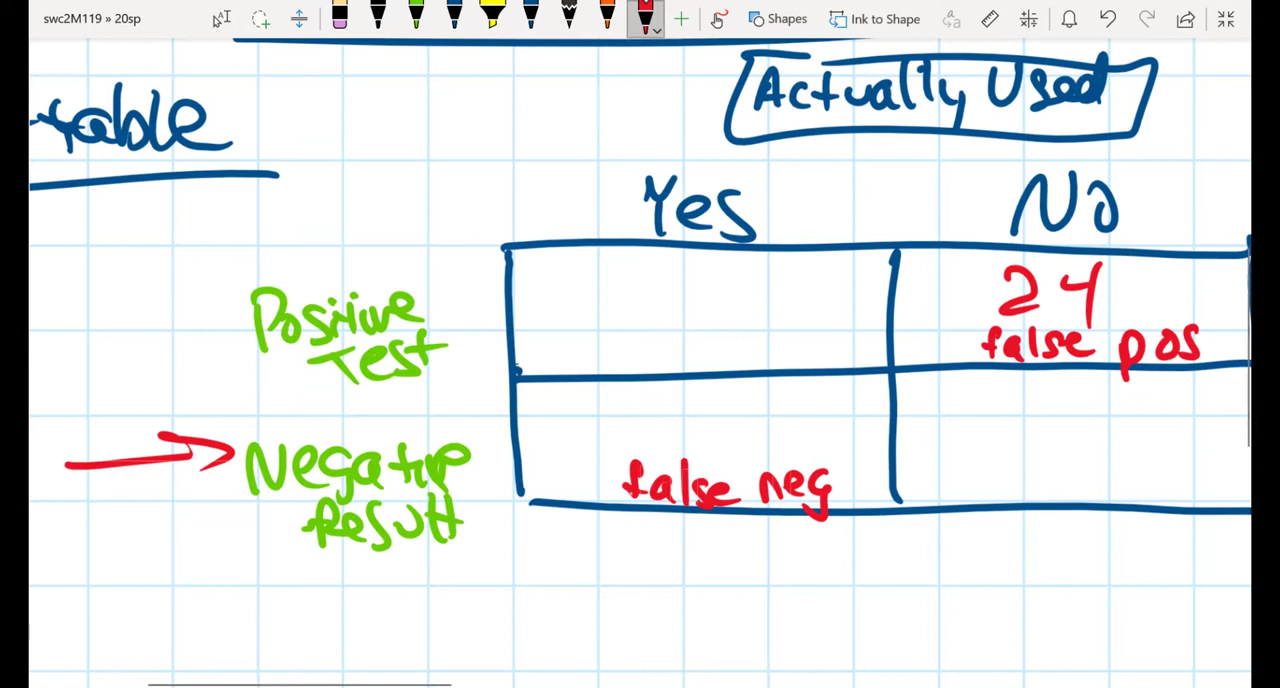 swc2M119 » 20sp
Shapes
Ink to Shape
table
Actually Used
Yes
No
Positive
Test
24
false pos
Negative
Result
false neg